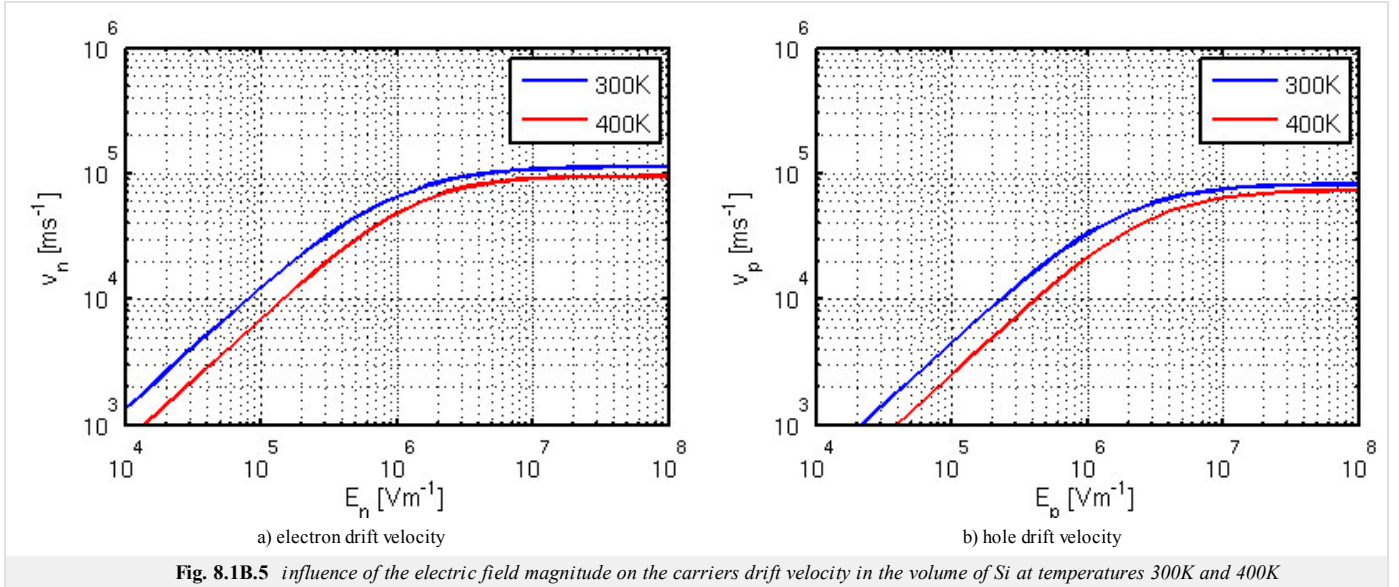 10^6
10^5
10^4
10^3
v_n [ms^-1]
300K
400K
10^4 10^5 10^6 10^7 10^8
E_n [Vm^-1]
a) electron drift velocity
10^6
10^5
10^4
10^3
v_p [ms^-1]
300K
400K
10^4 10^5 10^6 10^7 10^8
E_p [Vm^-1]
b) hole drift velocity
Fig. 8.1B.5 influence of the electric field magnitude on the carriers drift velocity in the volume of Si at temperatures 300K and 400K